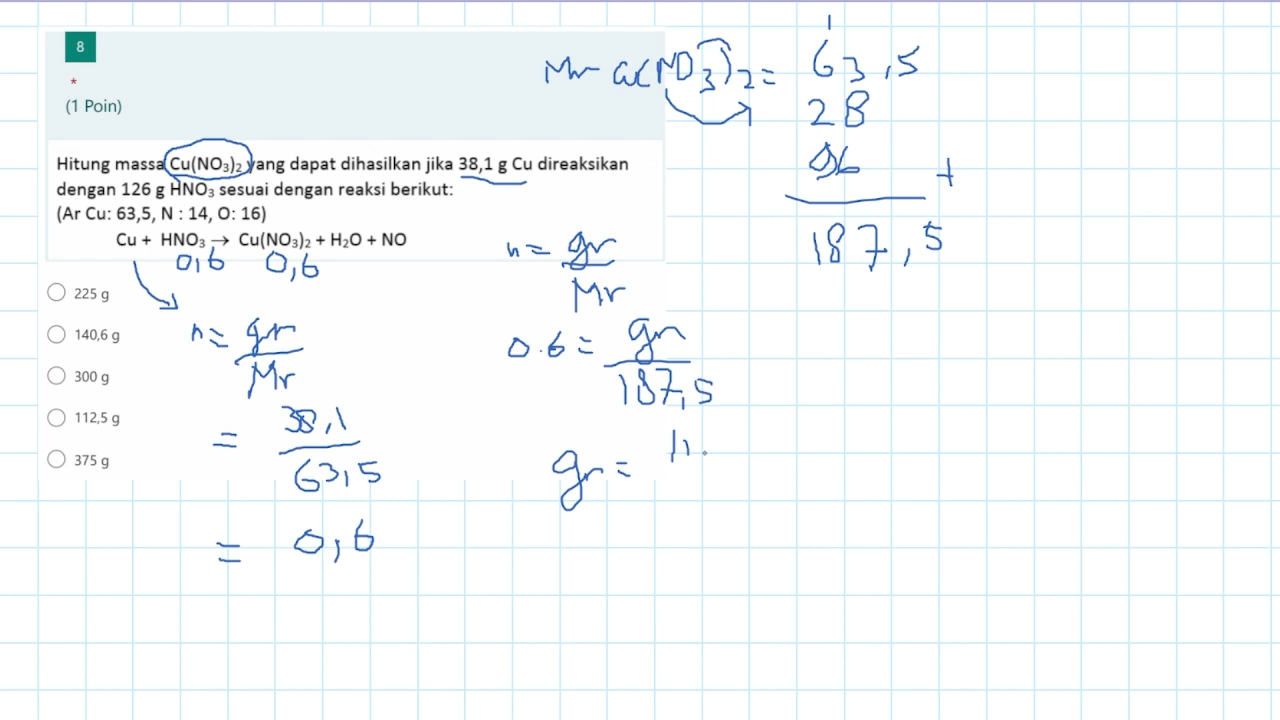 8
*
(1 Poin)
Hitung massa Cu(NO₃)₂ yang dapat dihasilkan jika 38,1 g Cu direaksikan
dengan 126 g HNO₃ sesuai dengan reaksi berikut:
(Ar Cu: 63,5, N : 14, O: 16)
Cu + HNO₃ → Cu(NO₃)₂ + H₂O + NO
0,6 0,6
225 g
140,6 g
300 g
112,5 g
375 g
n = gr
Mr
= 38,1
63,5
= 0,6
n = gr
Mr
0.6 = gr
187,5
gr = 11.
Mr Cu(NO3)2 =
1
63,5
28
96 +
187,5